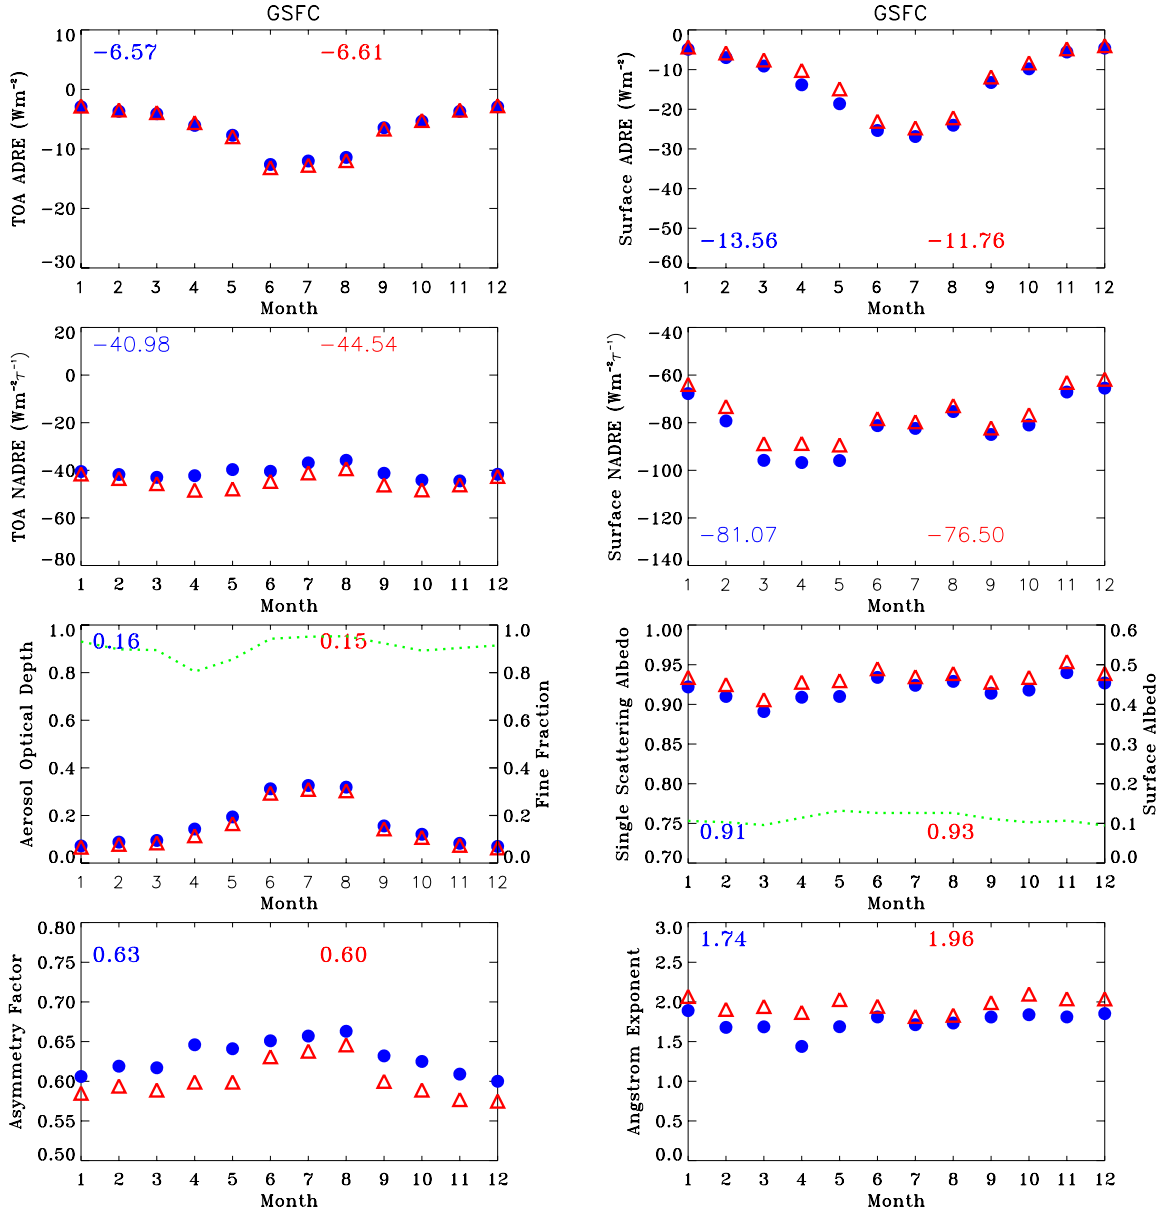 GSFC
TOA ADRE (Wm⁻²)
10
0
−10
−20
−30
−6.57 −6.61
1 2 3 4 5 6 7 8 9 10 11 12
Month
GSFC
Surface ADRE (Wm⁻²)
0
−10
−20
−30
−40
−50
−60
−13.56 −11.76
1 2 3 4 5 6 7 8 9 10 11 12
Month
TOA NADRE (Wm⁻²τ⁻¹)
20
0
−20
−40
−60
−80
−40.98 −44.54
1 2 3 4 5 6 7 8 9 10 11 12
Month
Surface NADRE (Wm⁻²τ⁻¹)
−40
−60
−80
−100
−120
−140
−81.07 −76.50
1 2 3 4 5 6 7 8 9 10 11 12
Month
Aerosol Optical Depth
1.0
0.8
0.6
0.4
0.2
0.0
0.16 0.15
1.0
0.8
0.6
0.4
0.2
0.0
Fine Fraction
1 2 3 4 5 6 7 8 9 10 11 12
Month
Single Scattering Albedo
1.00
0.95
0.90
0.85
0.80
0.75
0.70
0.91 0.93
0.6
0.5
0.4
0.3
0.2
0.1
0.0
Surface Albedo
1 2 3 4 5 6 7 8 9 10 11 12
Month
Asymmetry Factor
0.80
0.75
0.70
0.65
0.60
0.55
0.50
0.63 0.60
1 2 3 4 5 6 7 8 9 10 11 12
Month
Angstrom Exponent
3.0
2.5
2.0
1.5
1.0
0.5
0.0
1.74 1.96
1 2 3 4 5 6 7 8 9 10 11 12
Month